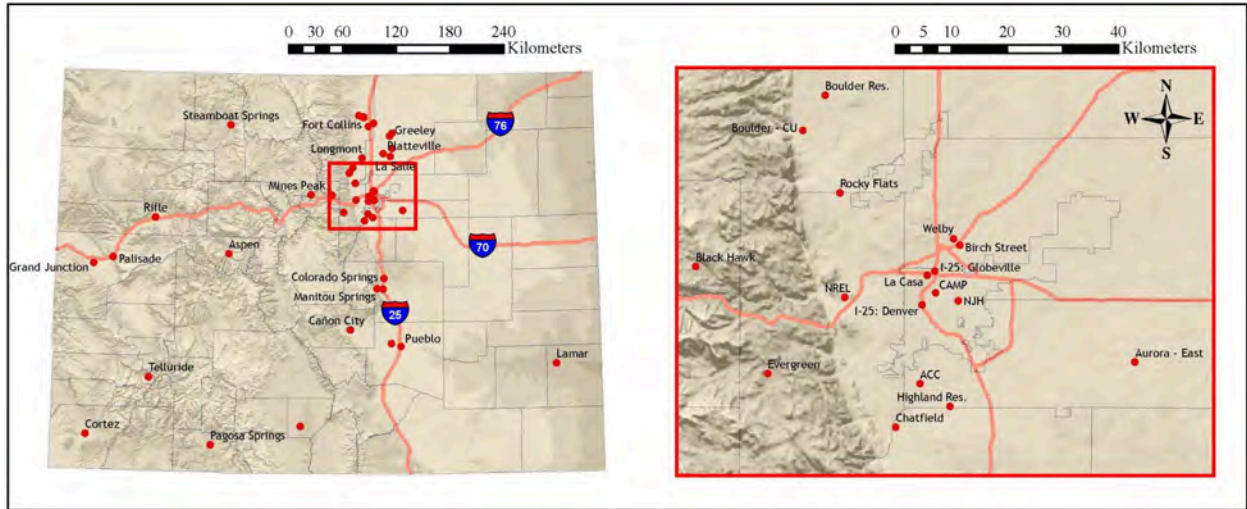 0 30 60 120 180 240
Kilometers
Steamboat Springs
Fort Collins
Greeley
76
Longmont
Platteville
La Salle
Mines Peak
Rifle
Aspen
70
Grand Junction
Palisade
Colorado Springs
Manitou Springs
25
Cañon City
Pueblo
Lamar
Telluride
Cortez
Pagosa Springs
0 5 10 20 30 40
Kilometers
Boulder Res.
N
W E
S
Boulder - CU
Rocky Flats
Welby
Birch Street
Black Hawk
I-25: Globeville
La Casa
CAMP
NREL
NJH
I-25: Denver
Aurora - East
Evergreen
ACC
Highland Res.
Chatfield